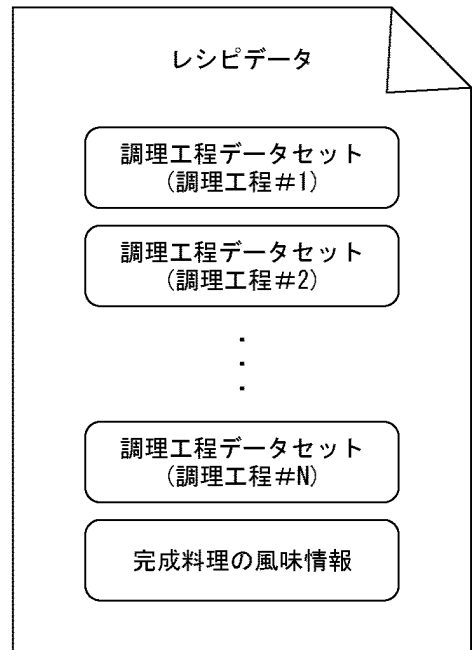 レシピデータ
調理工程データセット
(調理工程#1)
調理工程データセット
(調理工程#2)
・
・
・
調理工程データセット
(調理工程#N)
完成料理の風味情報